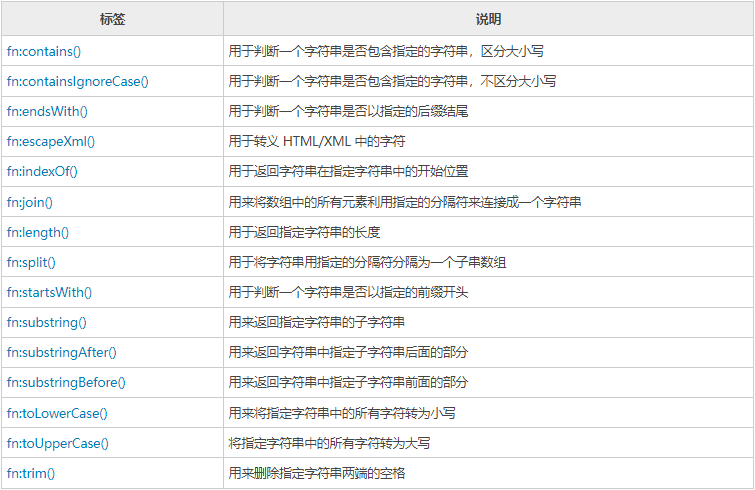 标签 说明
fn:contains() 用于判断一个字符串是否包含指定的字符串，区分大小写
fn:containsIgnoreCase() 用于判断一个字符串是否包含指定的字符串，不区分大小写
fn:endsWith() 用于判断一个字符串是否以指定的后缀结尾
fn:escapeXml() 用于转义 HTML/XML 中的字符
fn:indexOf() 用于返回字符串在指定字符串中的开始位置
fn:join() 用来将数组中的所有元素利用指定的分隔符来连接成一个字符串
fn:length() 用于返回指定字符串的长度
fn:split() 用于将字符串用指定的分隔符分隔为一个子串数组
fn:startsWith() 用于判断一个字符串是否以指定的前缀开头
fn:substring() 用来返回指定字符串的子字符串
fn:substringAfter() 用来返回字符串中指定子字符串后面的部分
fn:substringBefore() 用来返回字符串中指定子字符串前面的部分
fn:toLowerCase() 用来将指定字符串中的所有字符转为小写
fn:toUpperCase() 将指定字符串中的所有字符转为大写
fn:trim() 用来删除指定字符串两端的空格